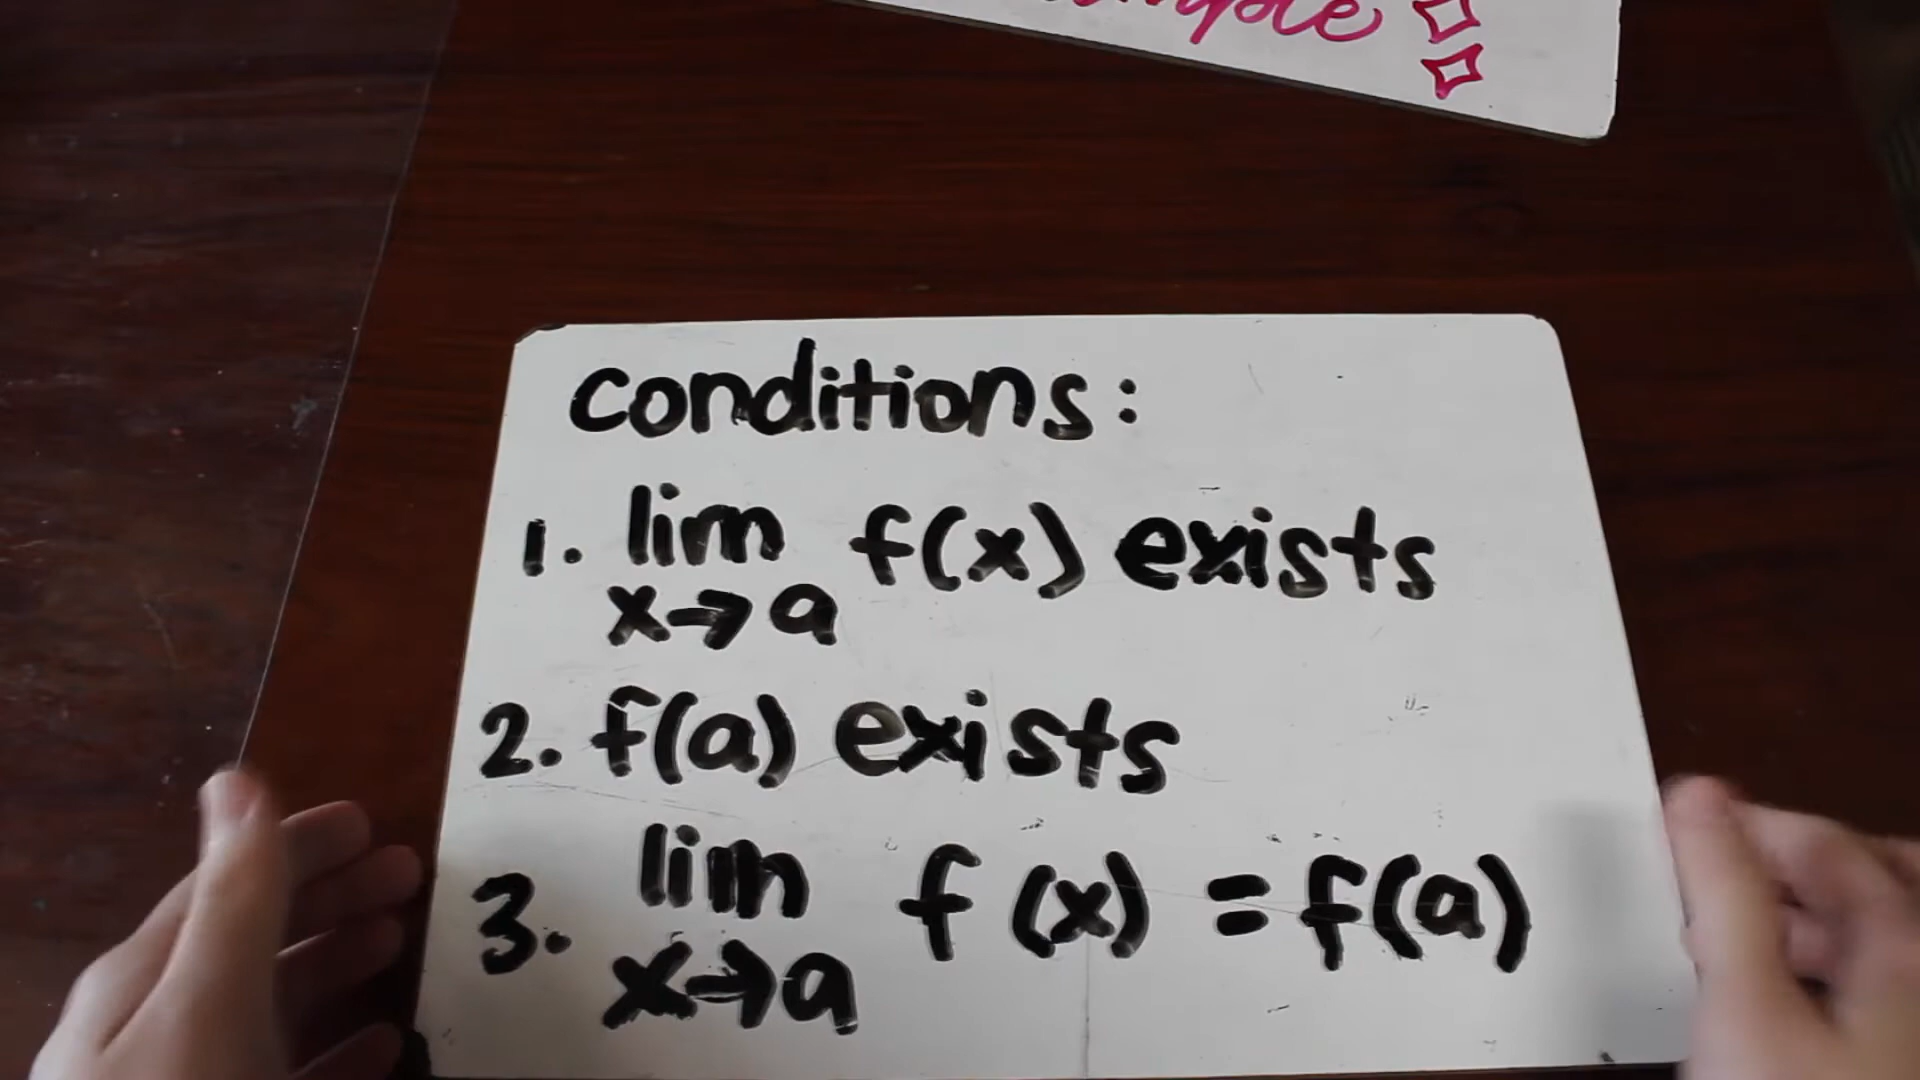 conditions:
1. lim f(x) exists
x→a
2. f(a) exists
3. lim f(x) = f(a)
x→a